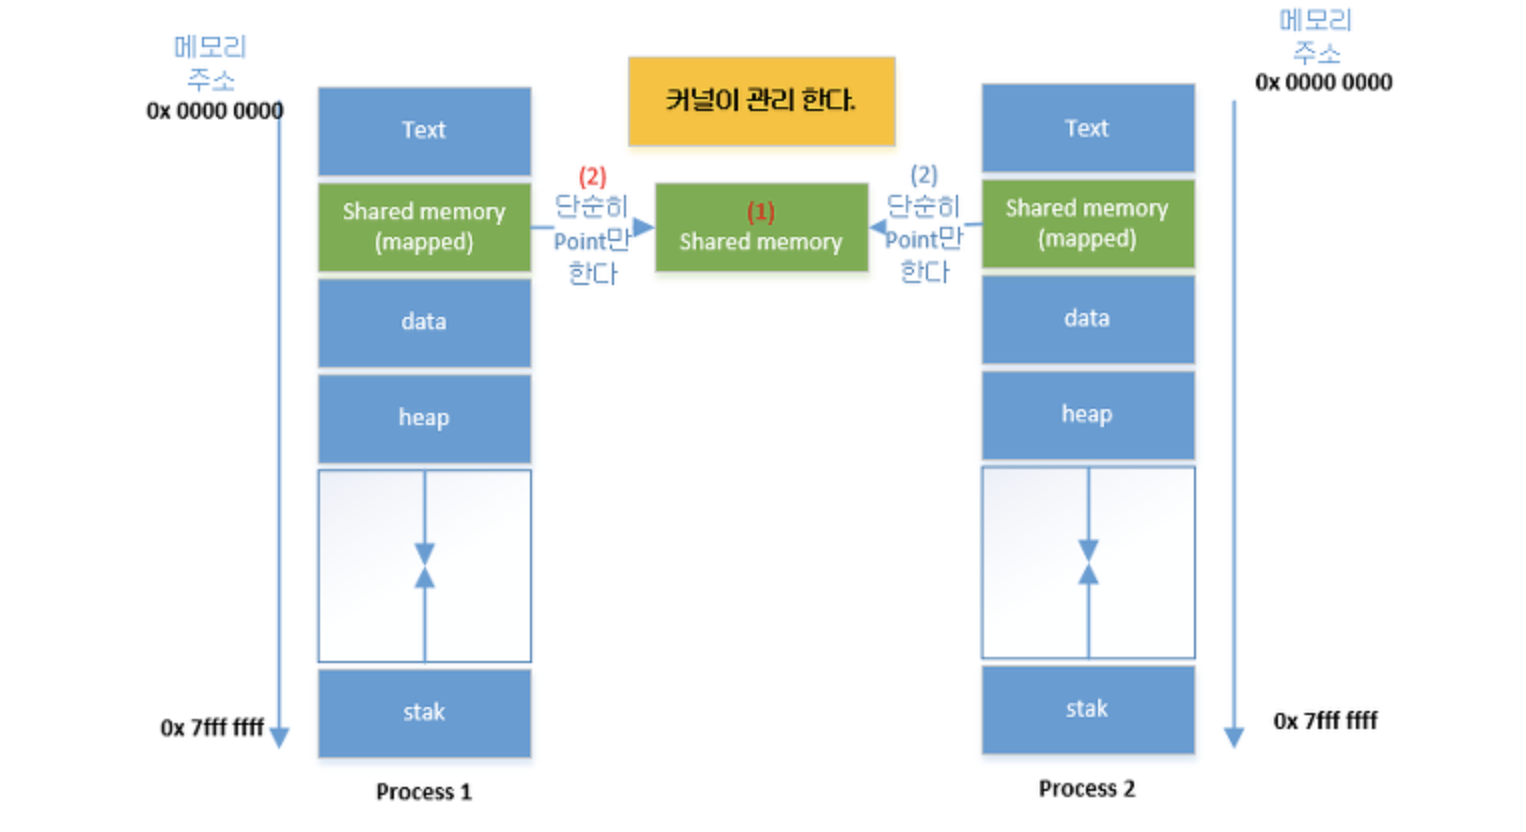 메모리
주소
0x 0000 0000
Text
Shared memory
(mapped)
data
heap
stak
0x 7fff ffff
Process 1
커널이 관리 한다.
(2)
단순히
Point만
한다
(1)
Shared memory
(2)
단순히
Point만
한다
메모리
주소
0x 0000 0000
Text
Shared memory
(mapped)
data
heap
stak
0x 7fff ffff
Process 2